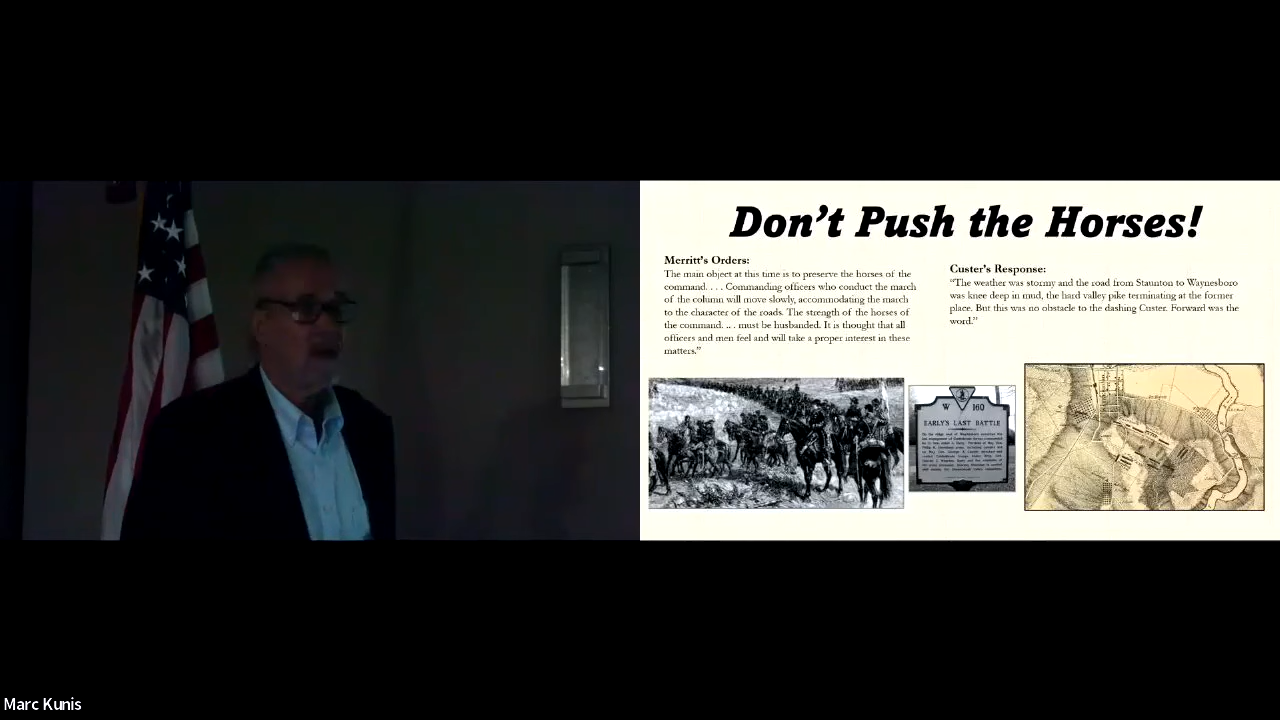 Don't Push the Horses!
Merritt's Orders:
The main object at this time is to preserve the horses of the
command. . . . Commanding officers who conduct the march
of the column will move slowly, accommodating the march
to the character of the roads. The strength of the horses of
the command. .. . must be husbanded. It is thought that all
officers and men feel and will take a proper interest in these
matters."
Custer's Response:
"The weather was stormy and the road from Staunton to Waynesboro
was knee deep in mud, the hard valley pike terminating at the former
place. But this was no obstacle to the dashing Custer. Forward was the
word."
W 160
EARLY'S LAST BATTLE
Marc Kunis